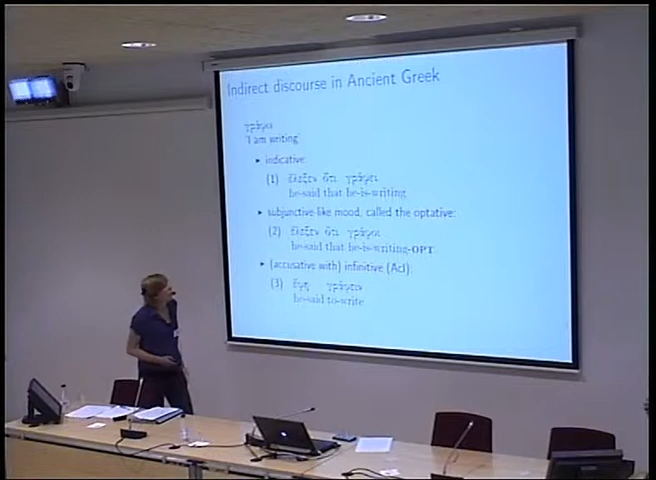 Indirect discourse in Ancient Greek
γράφω
'I am writing'
▸ indicative:
(1) ἔλεξεν ὅτι γράφει
he-said that he-is-writing
▸ subjunctive-like mood, called the optative:
(2) ἔλεξεν ὅτι γράφοι
he-said that he-is-writing-OPT
▸ (accusative with) infinitive (AcI):
(3) ἔφη γράφειν
he-said to-write